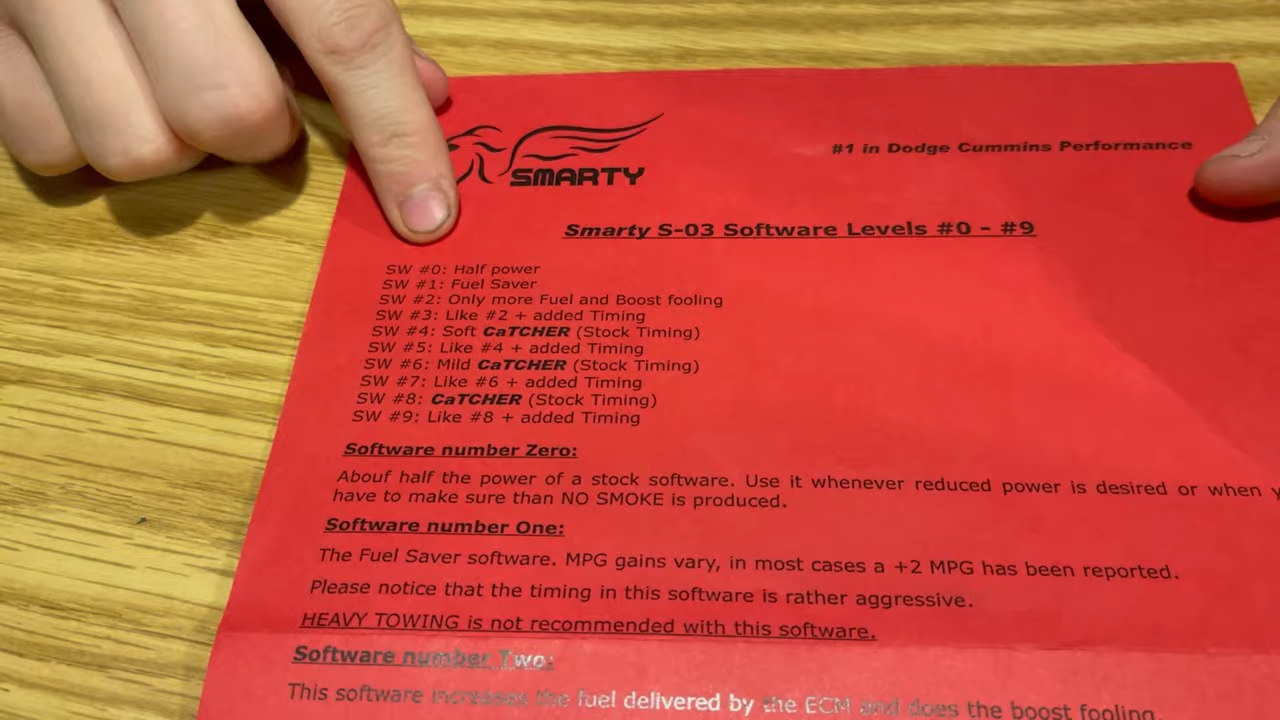 SMARTY
#1 in Dodge Cummins Performance
Smarty S-03 Software Levels #0 - #9
SW #0: Half power
SW #1: Fuel Saver
SW #2: Only more Fuel and Boost fooling
SW #3: Like #2 + added Timing
SW #4: Soft CaTCHER (Stock Timing)
SW #5: Like #4 + added Timing
SW #6: Mild CaTCHER (Stock Timing)
SW #7: Like #6 + added Timing
SW #8: CaTCHER (Stock Timing)
SW #9: Like #8 + added Timing
Software number Zero:
Abouf half the power of a stock software. Use it whenever reduced power is desired or when
have to make sure than NO SMOKE is produced.
Software number One:
The Fuel Saver software. MPG gains vary, in most cases a +2 MPG has been reported.
Please notice that the timing in this software is rather aggressive.
HEAVY TOWING is not recommended with this software.
Software number Two:
This software increases the fuel delivered by the ECM and does the boost fooling